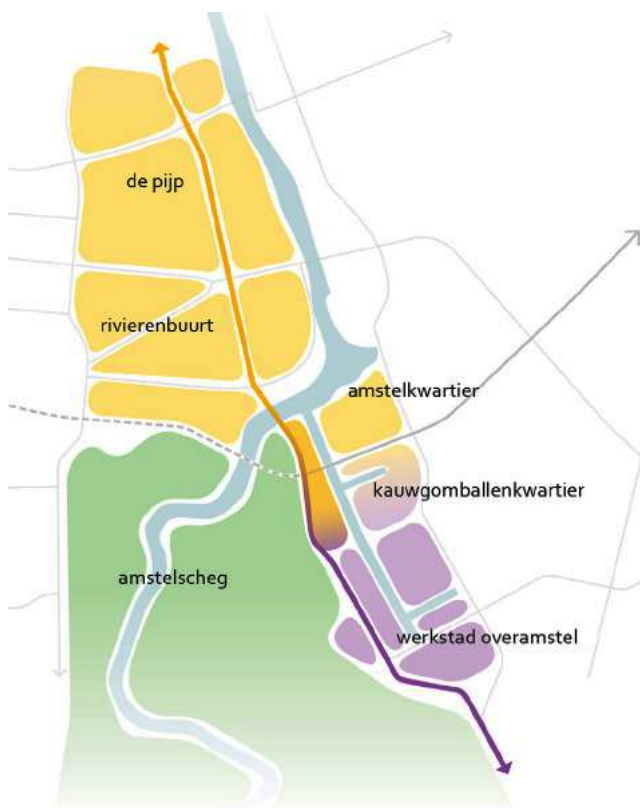 de pijp
rivierenbuurt
amstelkwartier
kauwgomballenkwartier
amstelscheg
werkstad overamstel